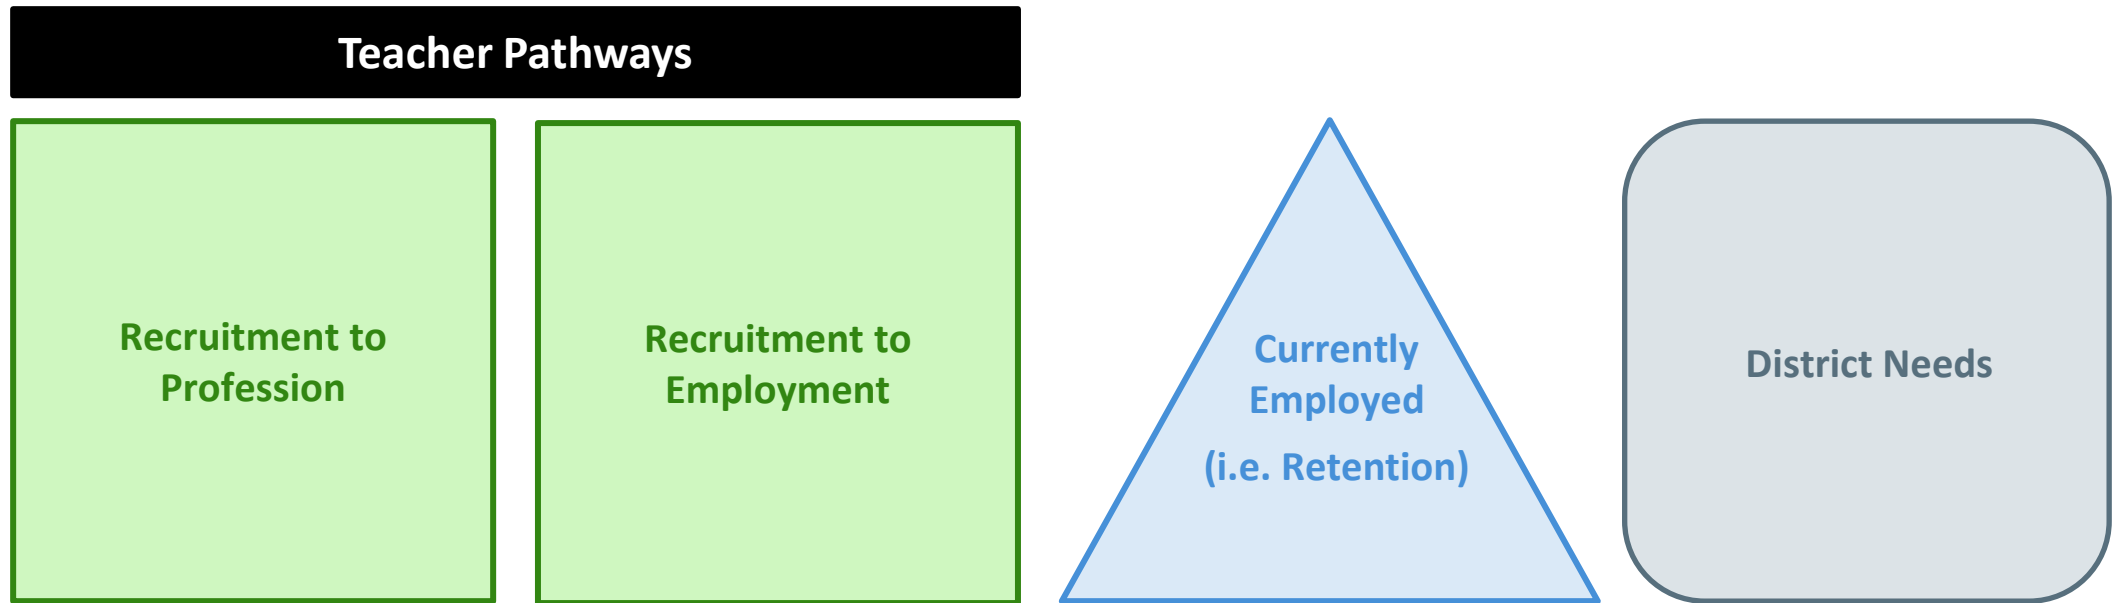 Teacher Pathways
Recruitment to
Profession
Recruitment to
Employment
Currently
Employed
(i.e. Retention)
District Needs